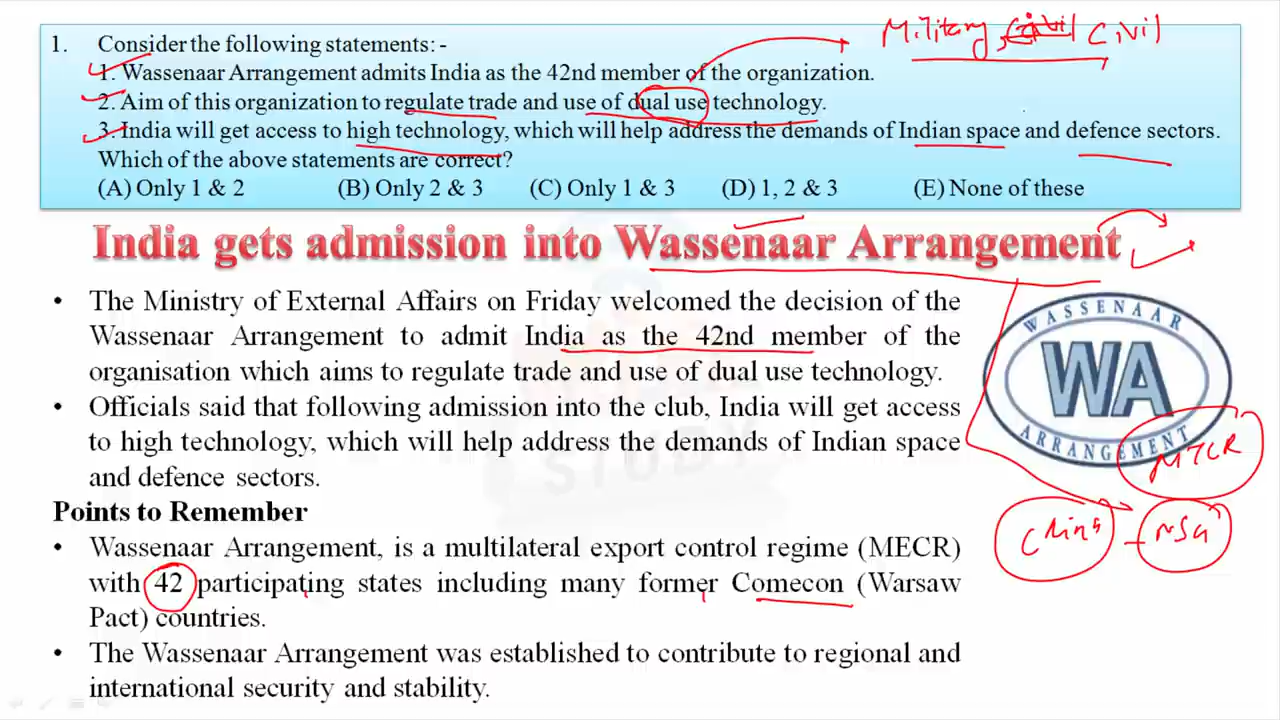 Military, civil Civil
1. Consider the following statements: -
1. Wassenaar Arrangement admits India as the 42nd member of the organization.
2. Aim of this organization to regulate trade and use of dual use technology.
3. India will get access to high technology, which will help address the demands of Indian space and defence sectors.
Which of the above statements are correct?
(A) Only 1 & 2 (B) Only 2 & 3 (C) Only 1 & 3 (D) 1, 2 & 3 (E) None of these
India gets admission into Wassenaar Arrangement
• The Ministry of External Affairs on Friday welcomed the decision of the
Wassenaar Arrangement to admit India as the 42nd member of the
organisation which aims to regulate trade and use of dual use technology.
• Officials said that following admission into the club, India will get access
to high technology, which will help address the demands of Indian space
and defence sectors.
Points to Remember
• Wassenaar Arrangement, is a multilateral export control regime (MECR)
with 42 participating states including many former Comecon (Warsaw
Pact) countries.
• The Wassenaar Arrangement was established to contribute to regional and
international security and stability.
WASSENAAR
WA
ARRANGEMENT
MTCR
China - NSG
STUDY